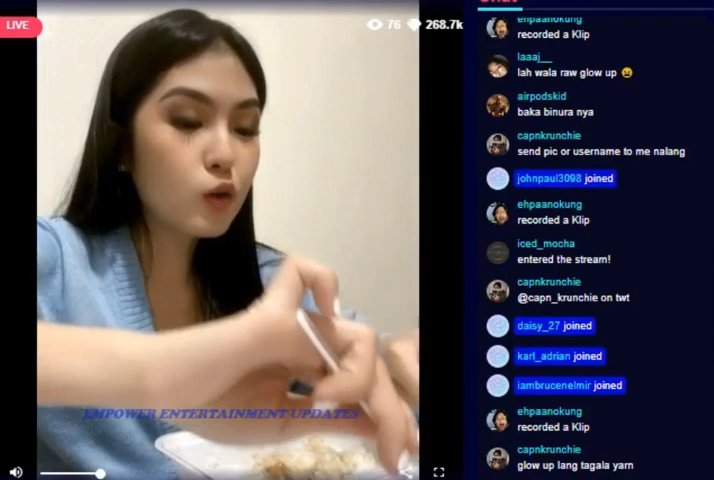 LIVE
76
268.7k
Chat
ehpaanokung
recorded a Klip
laaaj__
lah wala raw glow up
airpodskid
baka binura nya
capnkrunchie
send pic or username to me nalang
johnpaul3098 joined
ehpaanokung
recorded a Klip
iced_mocha
entered the stream!
capnkrunchie
@capn_krunchie on twt
daisy_27 joined
karl_adrian joined
iambrucenelmir joined
ehpaanokung
recorded a Klip
capnkrunchie
glow up lang tagala yarn
EMPOWER ENTERTAINMENT UPDATES